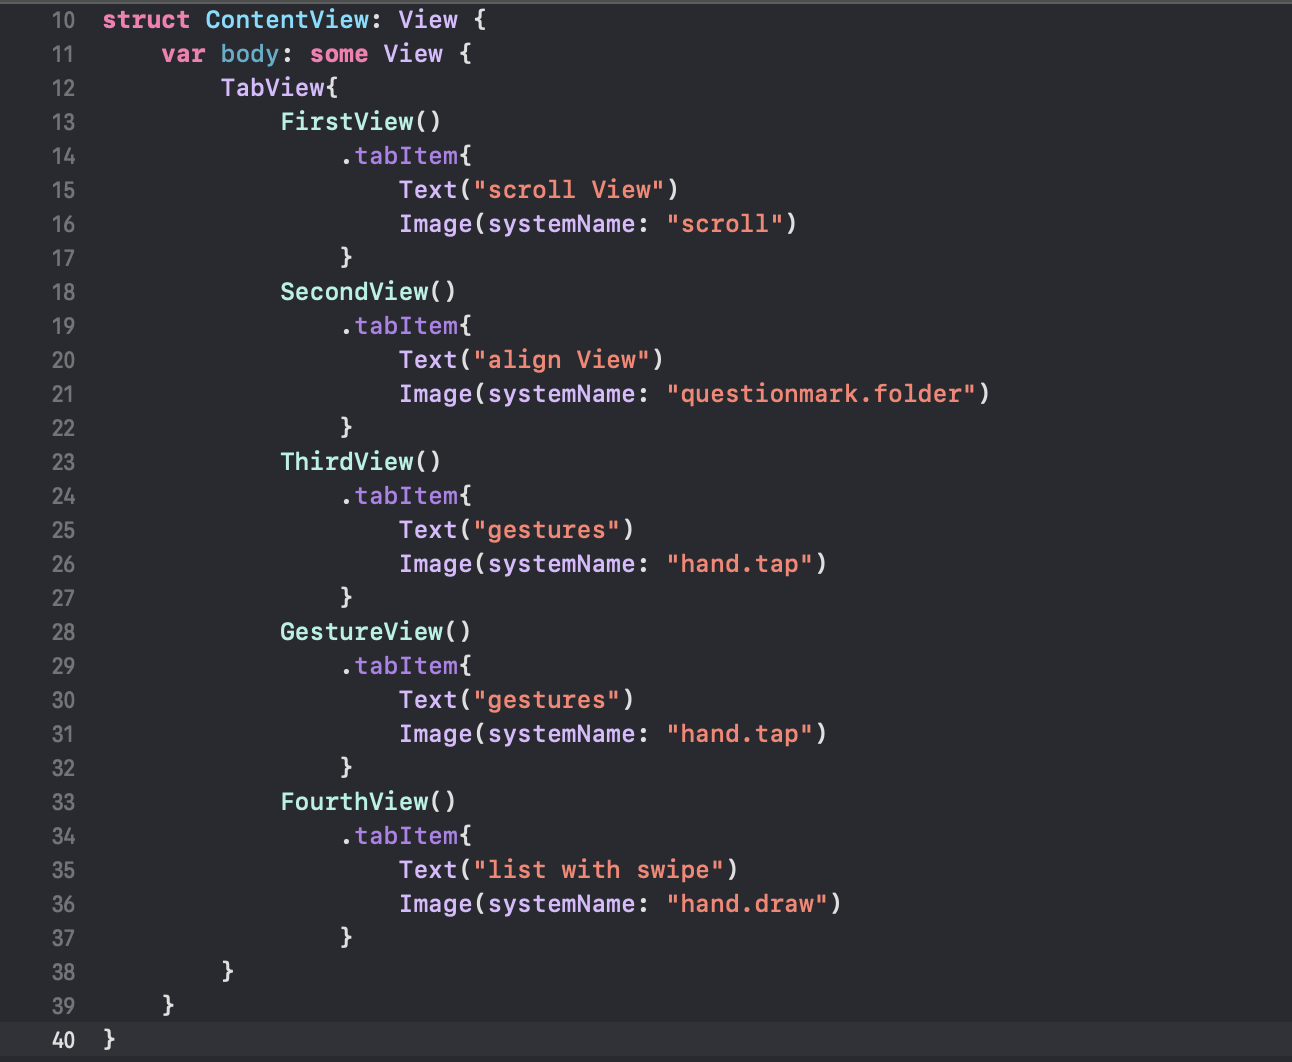 10 struct ContentView: View {
11     var body: some View {
12         TabView{
13             FirstView()
14                 .tabItem{
15                     Text("scroll View")
16                     Image(systemName: "scroll")
17                 }
18             SecondView()
19                 .tabItem{
20                     Text("align View")
21                     Image(systemName: "questionmark.folder")
22                 }
23             ThirdView()
24                 .tabItem{
25                     Text("gestures")
26                     Image(systemName: "hand.tap")
27                 }
28             GestureView()
29                 .tabItem{
30                     Text("gestures")
31                     Image(systemName: "hand.tap")
32                 }
33             FourthView()
34                 .tabItem{
35                     Text("list with swipe")
36                     Image(systemName: "hand.draw")
37                 }
38         }
39     }
40 }